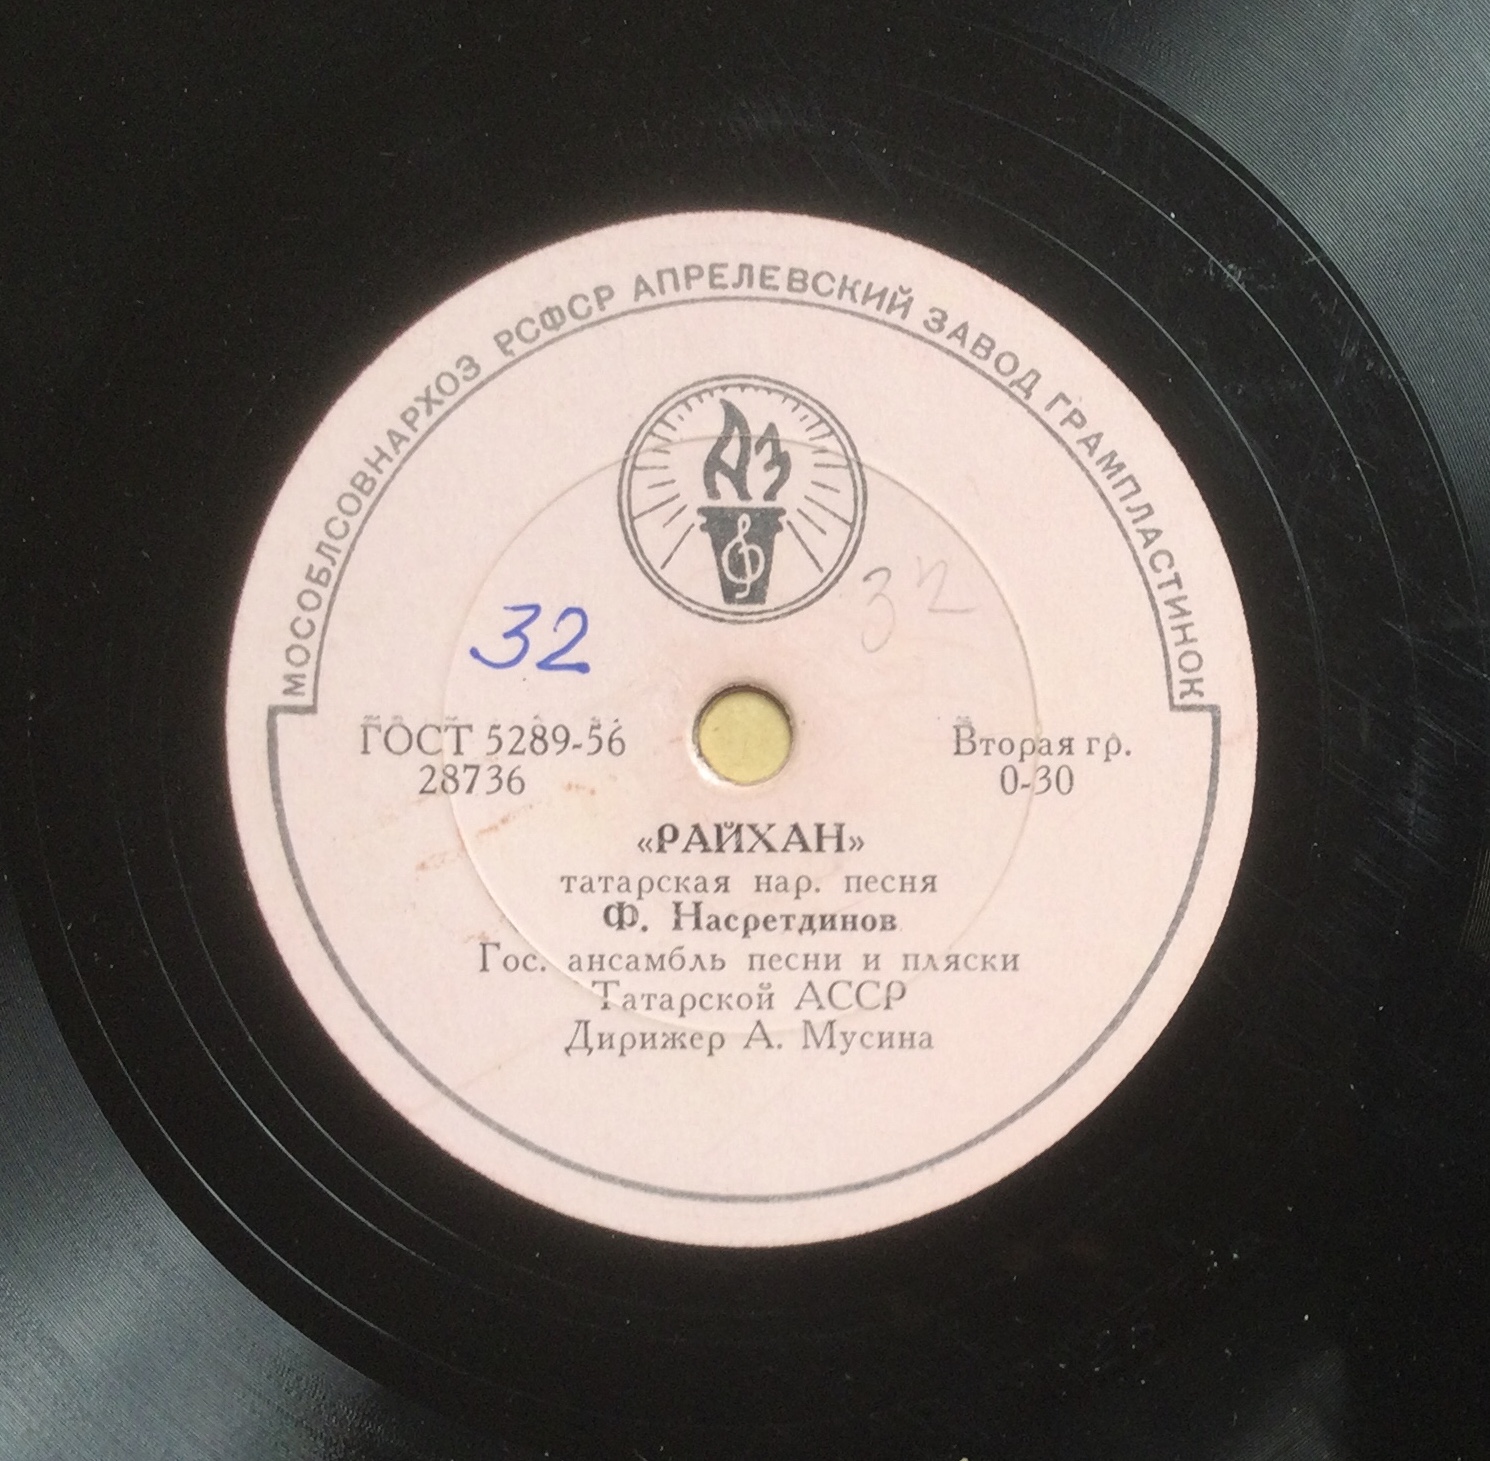 МОСОБЛСОВНАРХОЗ РСФСР АПРЕЛЕВСКИЙ ЗАВОД ГРАМПЛАСТИНОК
АЗ
32
32
ГОСТ 5289-56
28736
Вторая гр.
0-30
«РАЙХАН»
татарская нар. песня
Ф. Насретдинов
Гос. ансамбль песни и пляски
Татарской АССР
Дирижер А. Мусина